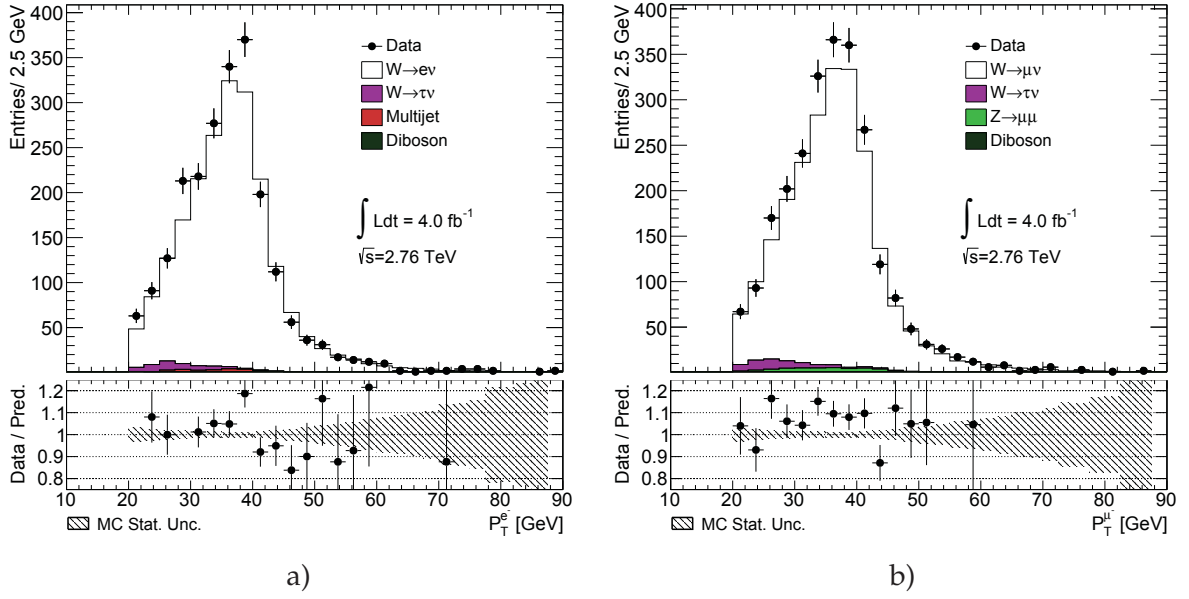 Entries/ 2.5 GeV
400
350
300
250
200
150
100
50
Data
W→eν
W→τν
Multijet
Diboson
∫ Ldt = 4.0 fb⁻¹
√s=2.76 TeV
Data / Pred.
1.2
1.1
1
0.9
0.8
10 20 30 40 50 60 70 80 90
MC Stat. Unc.
P_T^{e⁻} [GeV]
a)
Entries/ 2.5 GeV
400
350
300
250
200
150
100
50
Data
W→μν
W→τν
Z→μμ
Diboson
∫ Ldt = 4.0 fb⁻¹
√s=2.76 TeV
Data / Pred.
1.2
1.1
1
0.9
0.8
10 20 30 40 50 60 70 80 90
MC Stat. Unc.
P_T^{μ⁻} [GeV]
b)